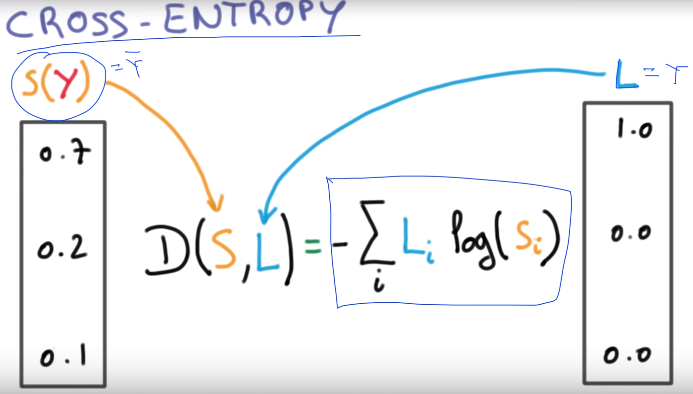 CROSS-ENTROPY
S(Y) = Ȳ
L = Y
0.7
0.2
0.1
D(S,L) = -∑ᵢ Lᵢ log(Sᵢ)
1.0
0.0
0.0